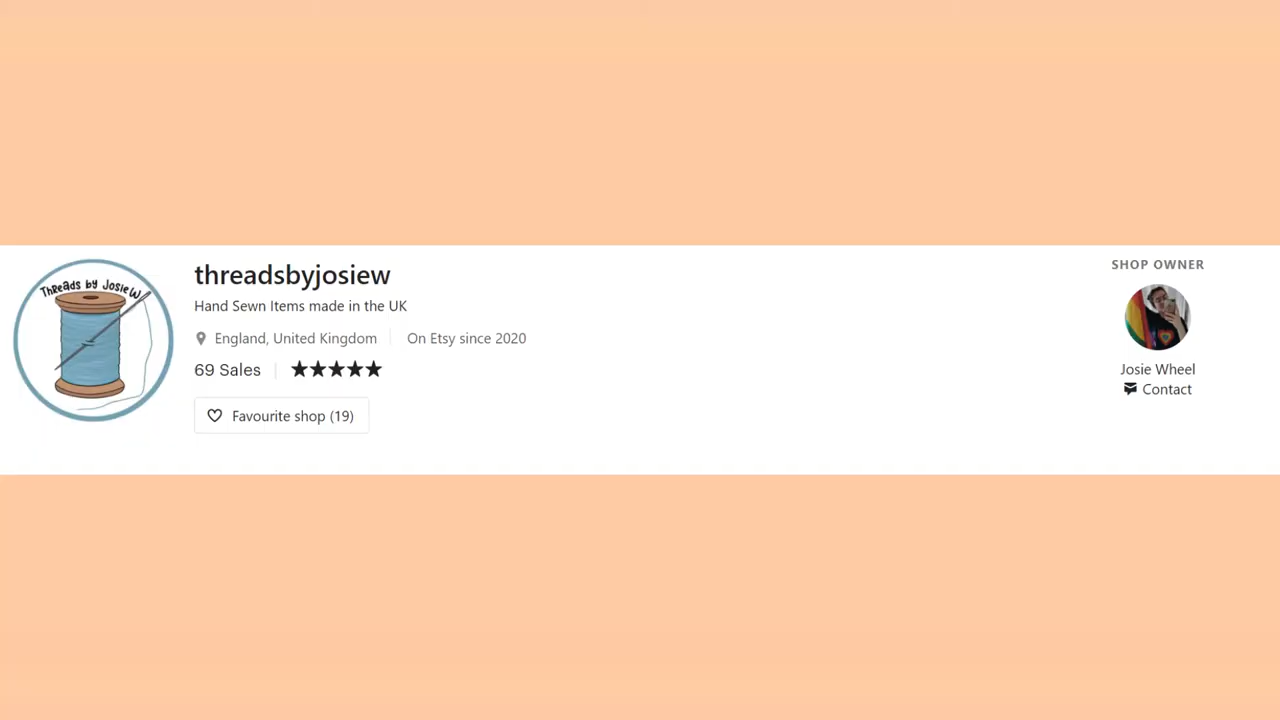 Threads by JosieW
threadsbyjosiew
Hand Sewn Items made in the UK
England, United Kingdom
On Etsy since 2020
69 Sales
Favourite shop (19)
SHOP OWNER
Josie Wheel
Contact